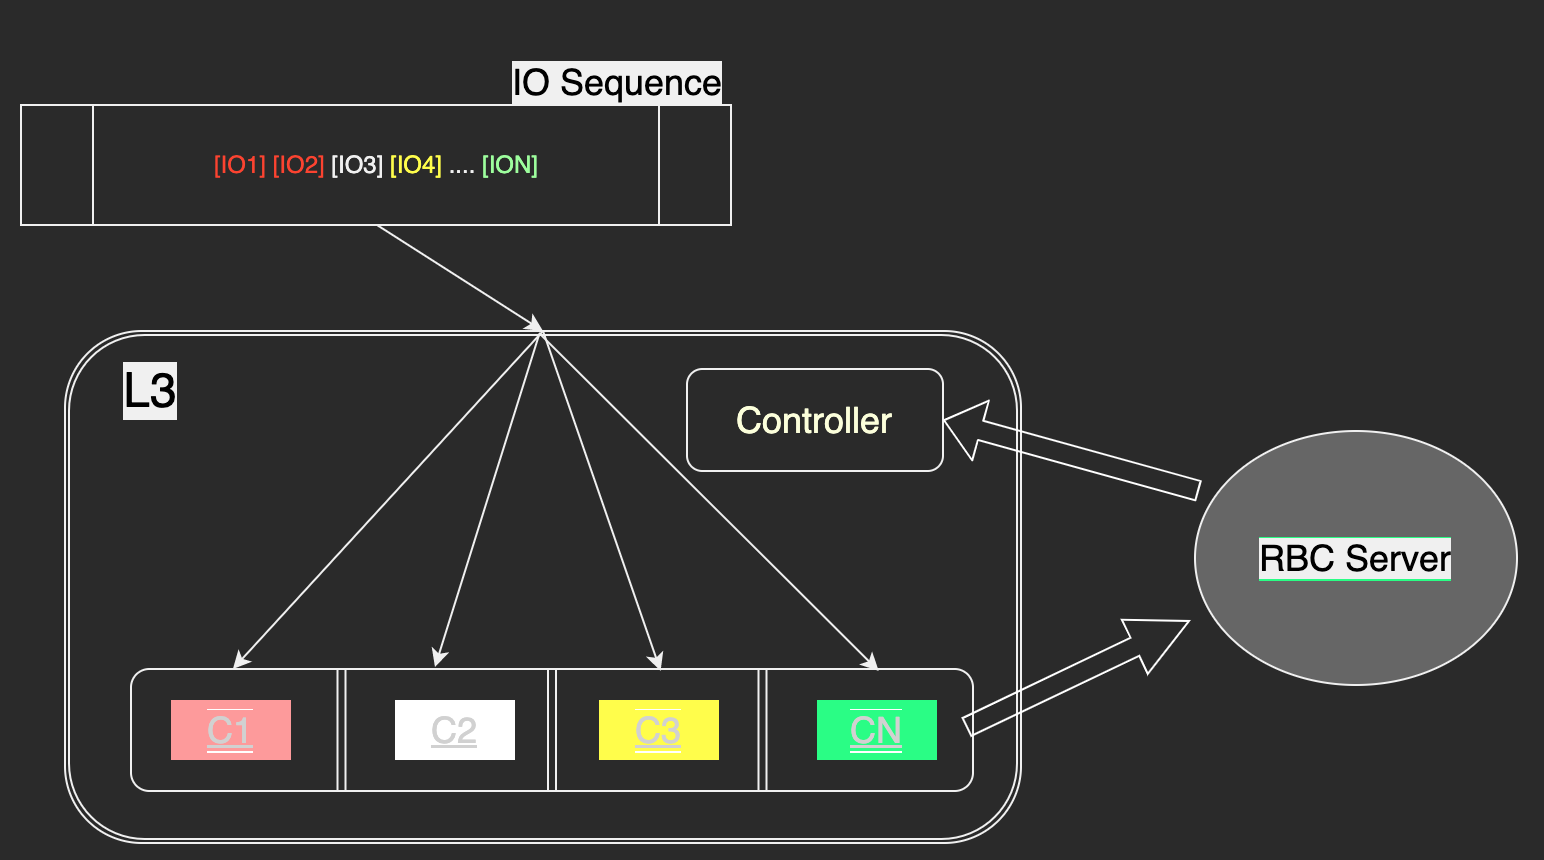 IO Sequence
[IO1] [IO2] [IO3] [IO4] .... [ION]
L3
Controller
RBC Server
C1 C2 C3 CN